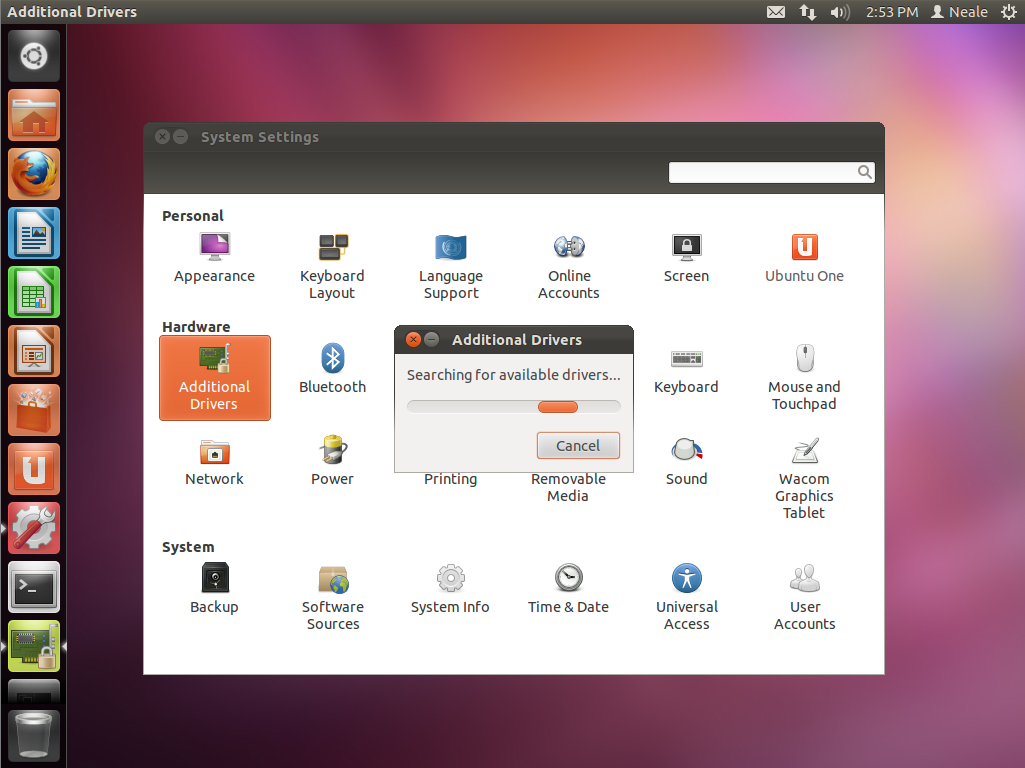 Additional Drivers
2:53 PM
Neale
System Settings
Personal
Appearance
Keyboard
Layout
Language
Support
Online
Accounts
Screen
Ubuntu One
Hardware
Additional
Drivers
Bluetooth
Additional Drivers
Searching for available drivers...
Cancel
Keyboard
Mouse and
Touchpad
Network
Power
Printing
Removable
Media
Sound
Wacom
Graphics
Tablet
System
Backup
Software
Sources
System Info
Time & Date
Universal
Access
User
Accounts